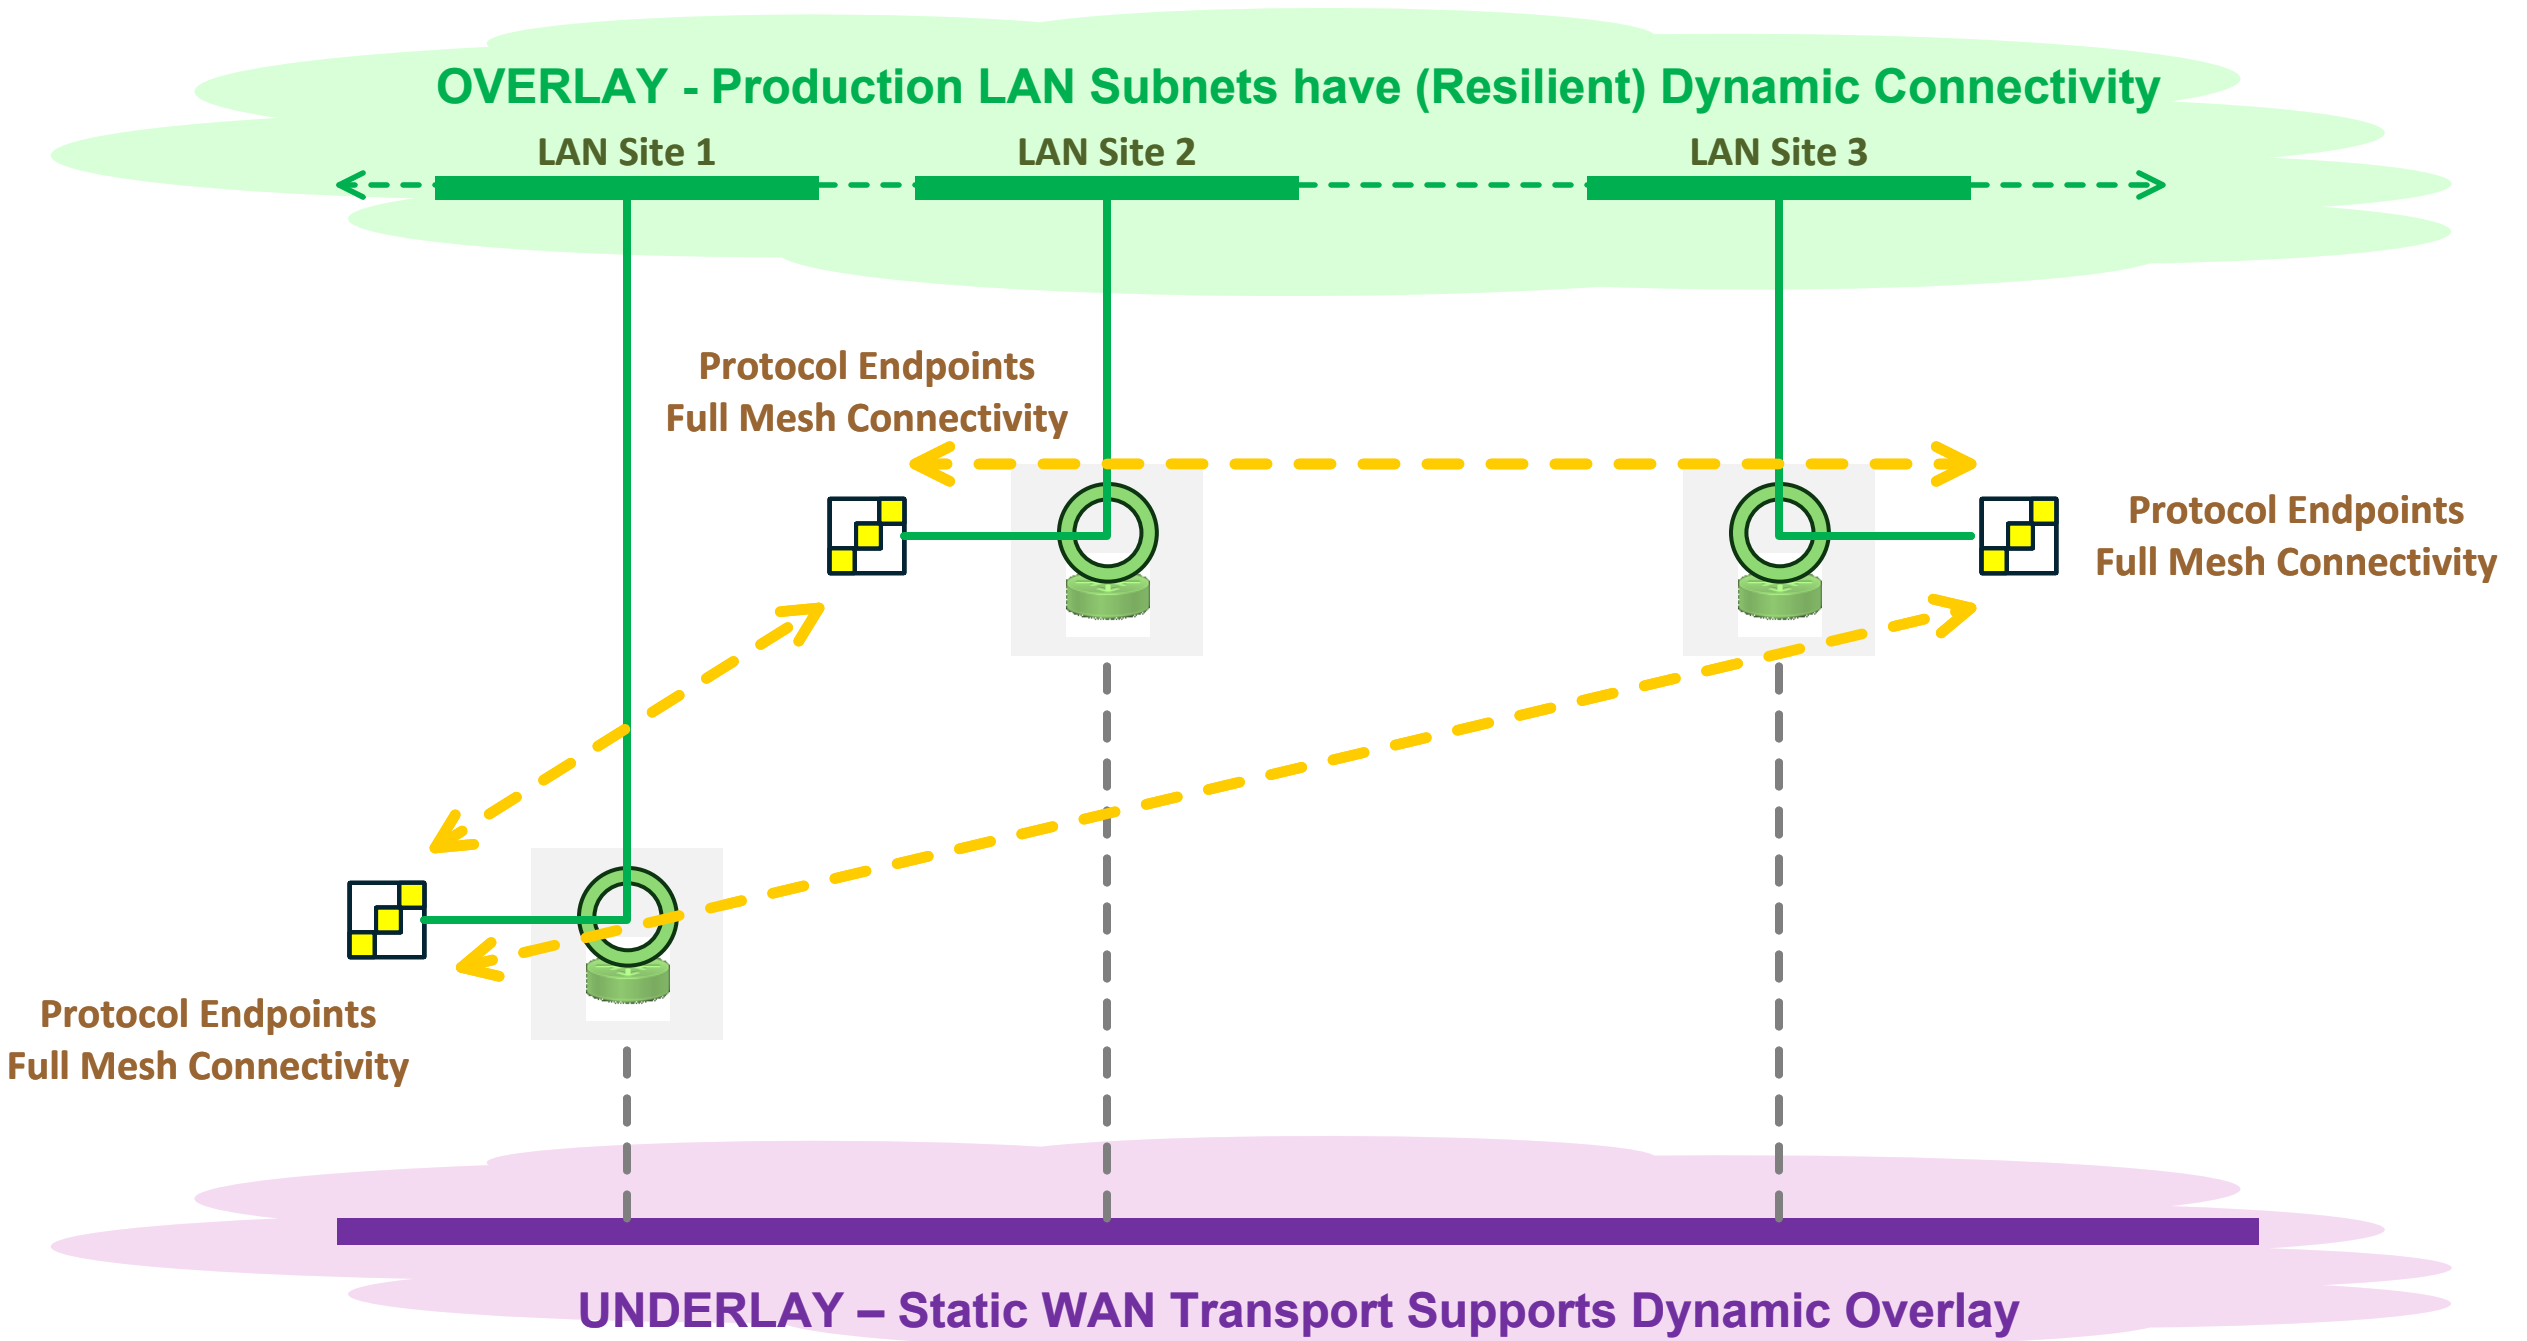 OVERLAY - Production LAN Subnets have (Resilient) Dynamic Connectivity
LAN Site 1
LAN Site 2
LAN Site 3
Protocol Endpoints
Full Mesh Connectivity
Protocol Endpoints
Full Mesh Connectivity
Protocol Endpoints
Full Mesh Connectivity
UNDERLAY – Static WAN Transport Supports Dynamic Overlay